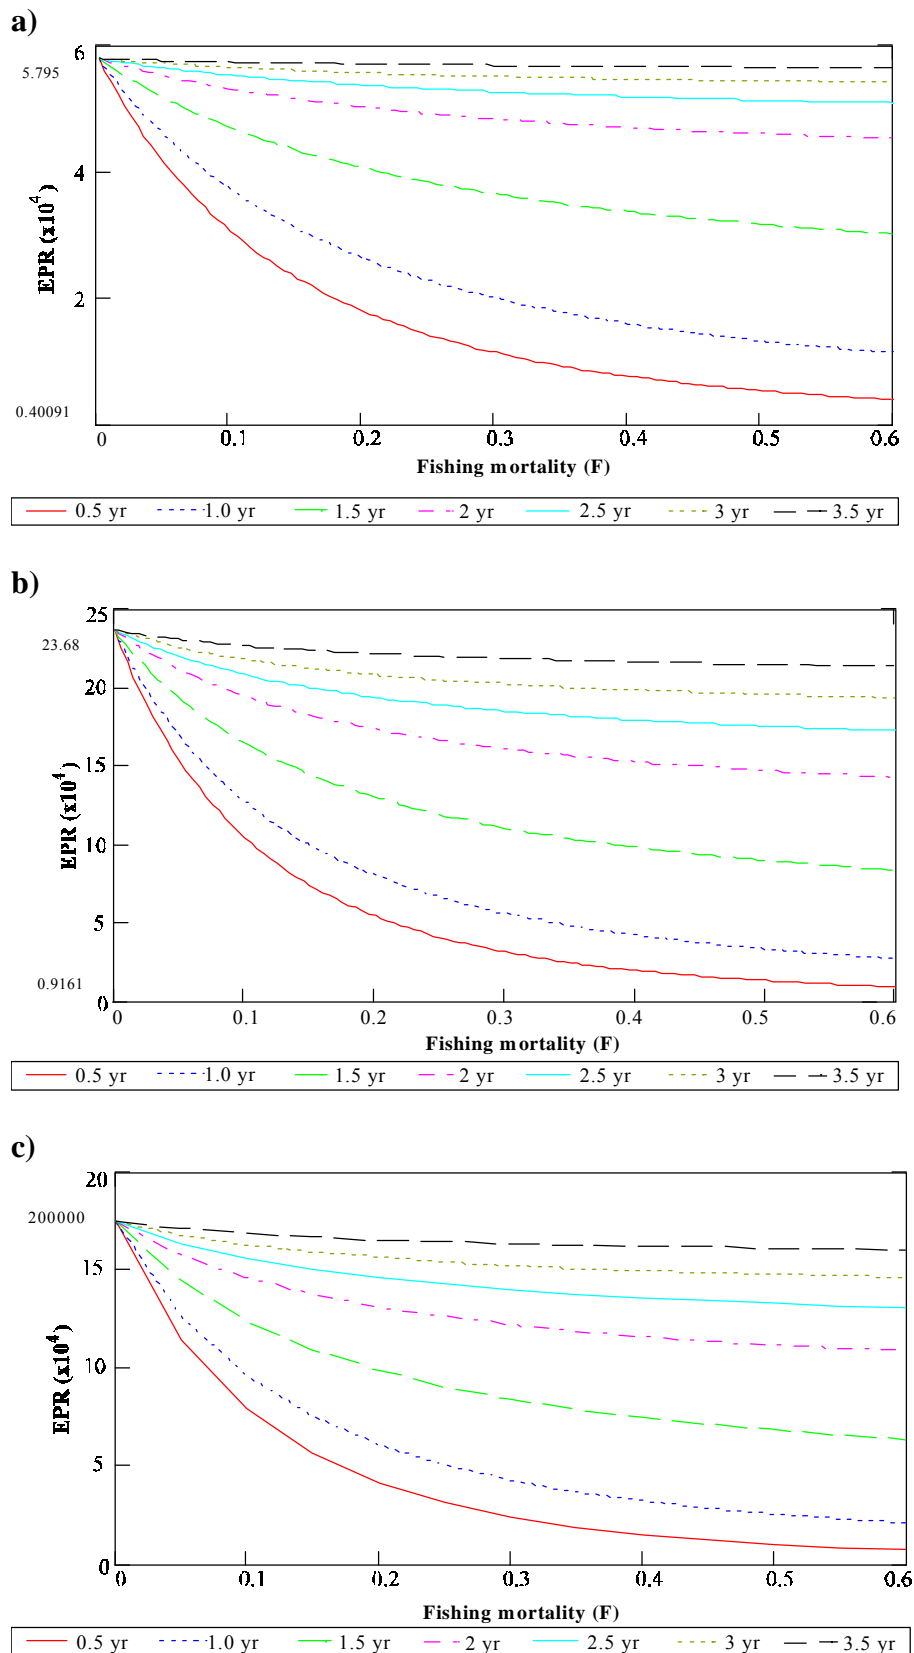 a)
6
5.795
4
EPR (x10⁴)
2
0.40091
0 0.1 0.2 0.3 0.4 0.5 0.6
Fishing mortality (F)
0.5 yr 1.0 yr 1.5 yr 2 yr 2.5 yr 3 yr 3.5 yr
b)
25
23.68
20
15
EPR (x10⁴)
10
5
0.9161
0
0 0.1 0.2 0.3 0.4 0.5 0.6
Fishing mortality (F)
0.5 yr 1.0 yr 1.5 yr 2 yr 2.5 yr 3 yr 3.5 yr
c)
20
200000
15
EPR (x10⁴)
10
5
0
0 0.1 0.2 0.3 0.4 0.5 0.6
Fishing mortality (F)
0.5 yr 1.0 yr 1.5 yr 2 yr 2.5 yr 3 yr 3.5 yr